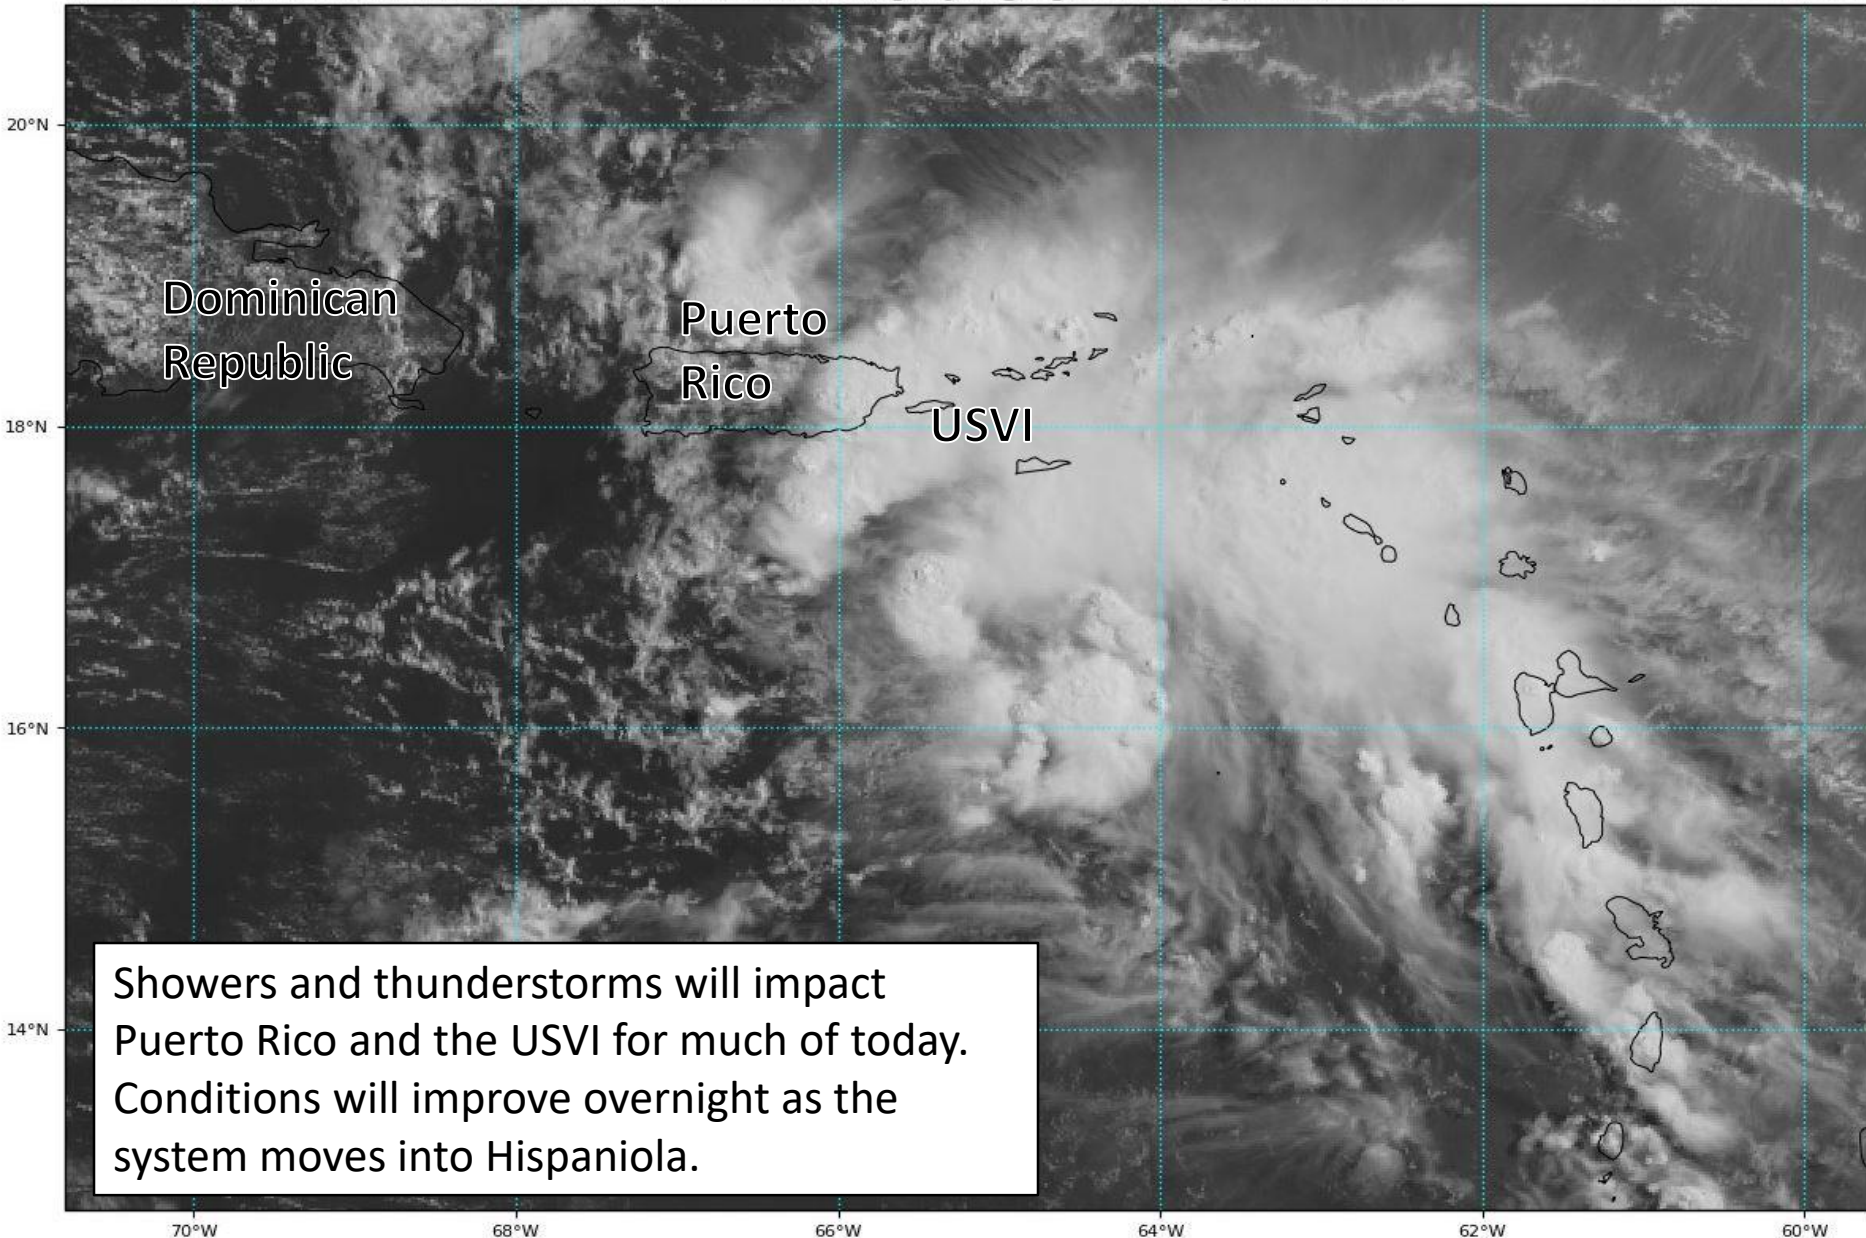 20°N
Dominican
Republic
Puerto
Rico
18°N
USVI
16°N
14°N
Showers and thunderstorms will impact
Puerto Rico and the USVI for much of today.
Conditions will improve overnight as the
system moves into Hispaniola.
70°W 68°W 66°W 64°W 62°W 60°W